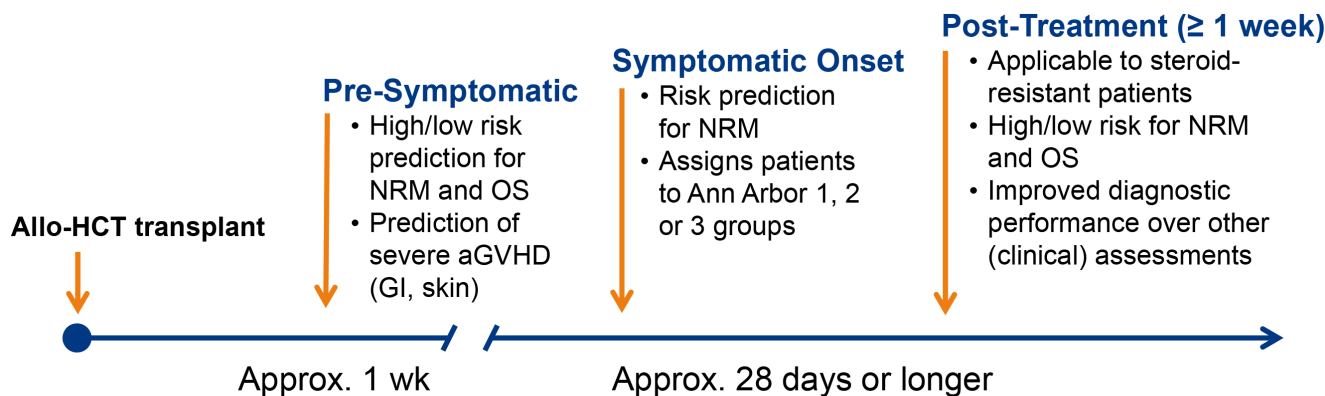 Allo-HCT transplant
Pre-Symptomatic
• High/low risk
prediction for
NRM and OS
• Prediction of
severe aGVHD
(GI, skin)
Symptomatic Onset
• Risk prediction
for NRM
• Assigns patients
to Ann Arbor 1, 2
or 3 groups
Post-Treatment (≥ 1 week)
• Applicable to steroid-
resistant patients
• High/low risk for NRM
and OS
• Improved diagnostic
performance over other
(clinical) assessments
Approx. 1 wk
Approx. 28 days or longer